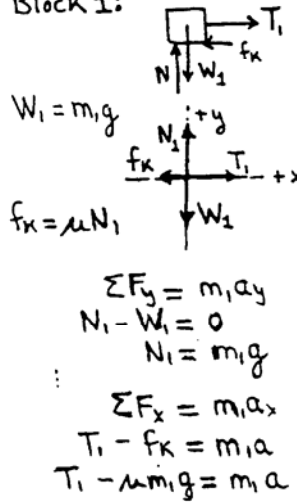 Block 1:
T₁
fₖ
N W₁
W₁ = m₁g
+y
N₁
fₖ T₁ +x
W₁
fₖ = μN₁
ΣFy = m₁ay
N₁ - W₁ = 0
N₁ = m₁g
⋮
ΣFₓ = m₁aₓ
T₁ - fₖ = m₁a
T₁ - μm₁g = m₁a